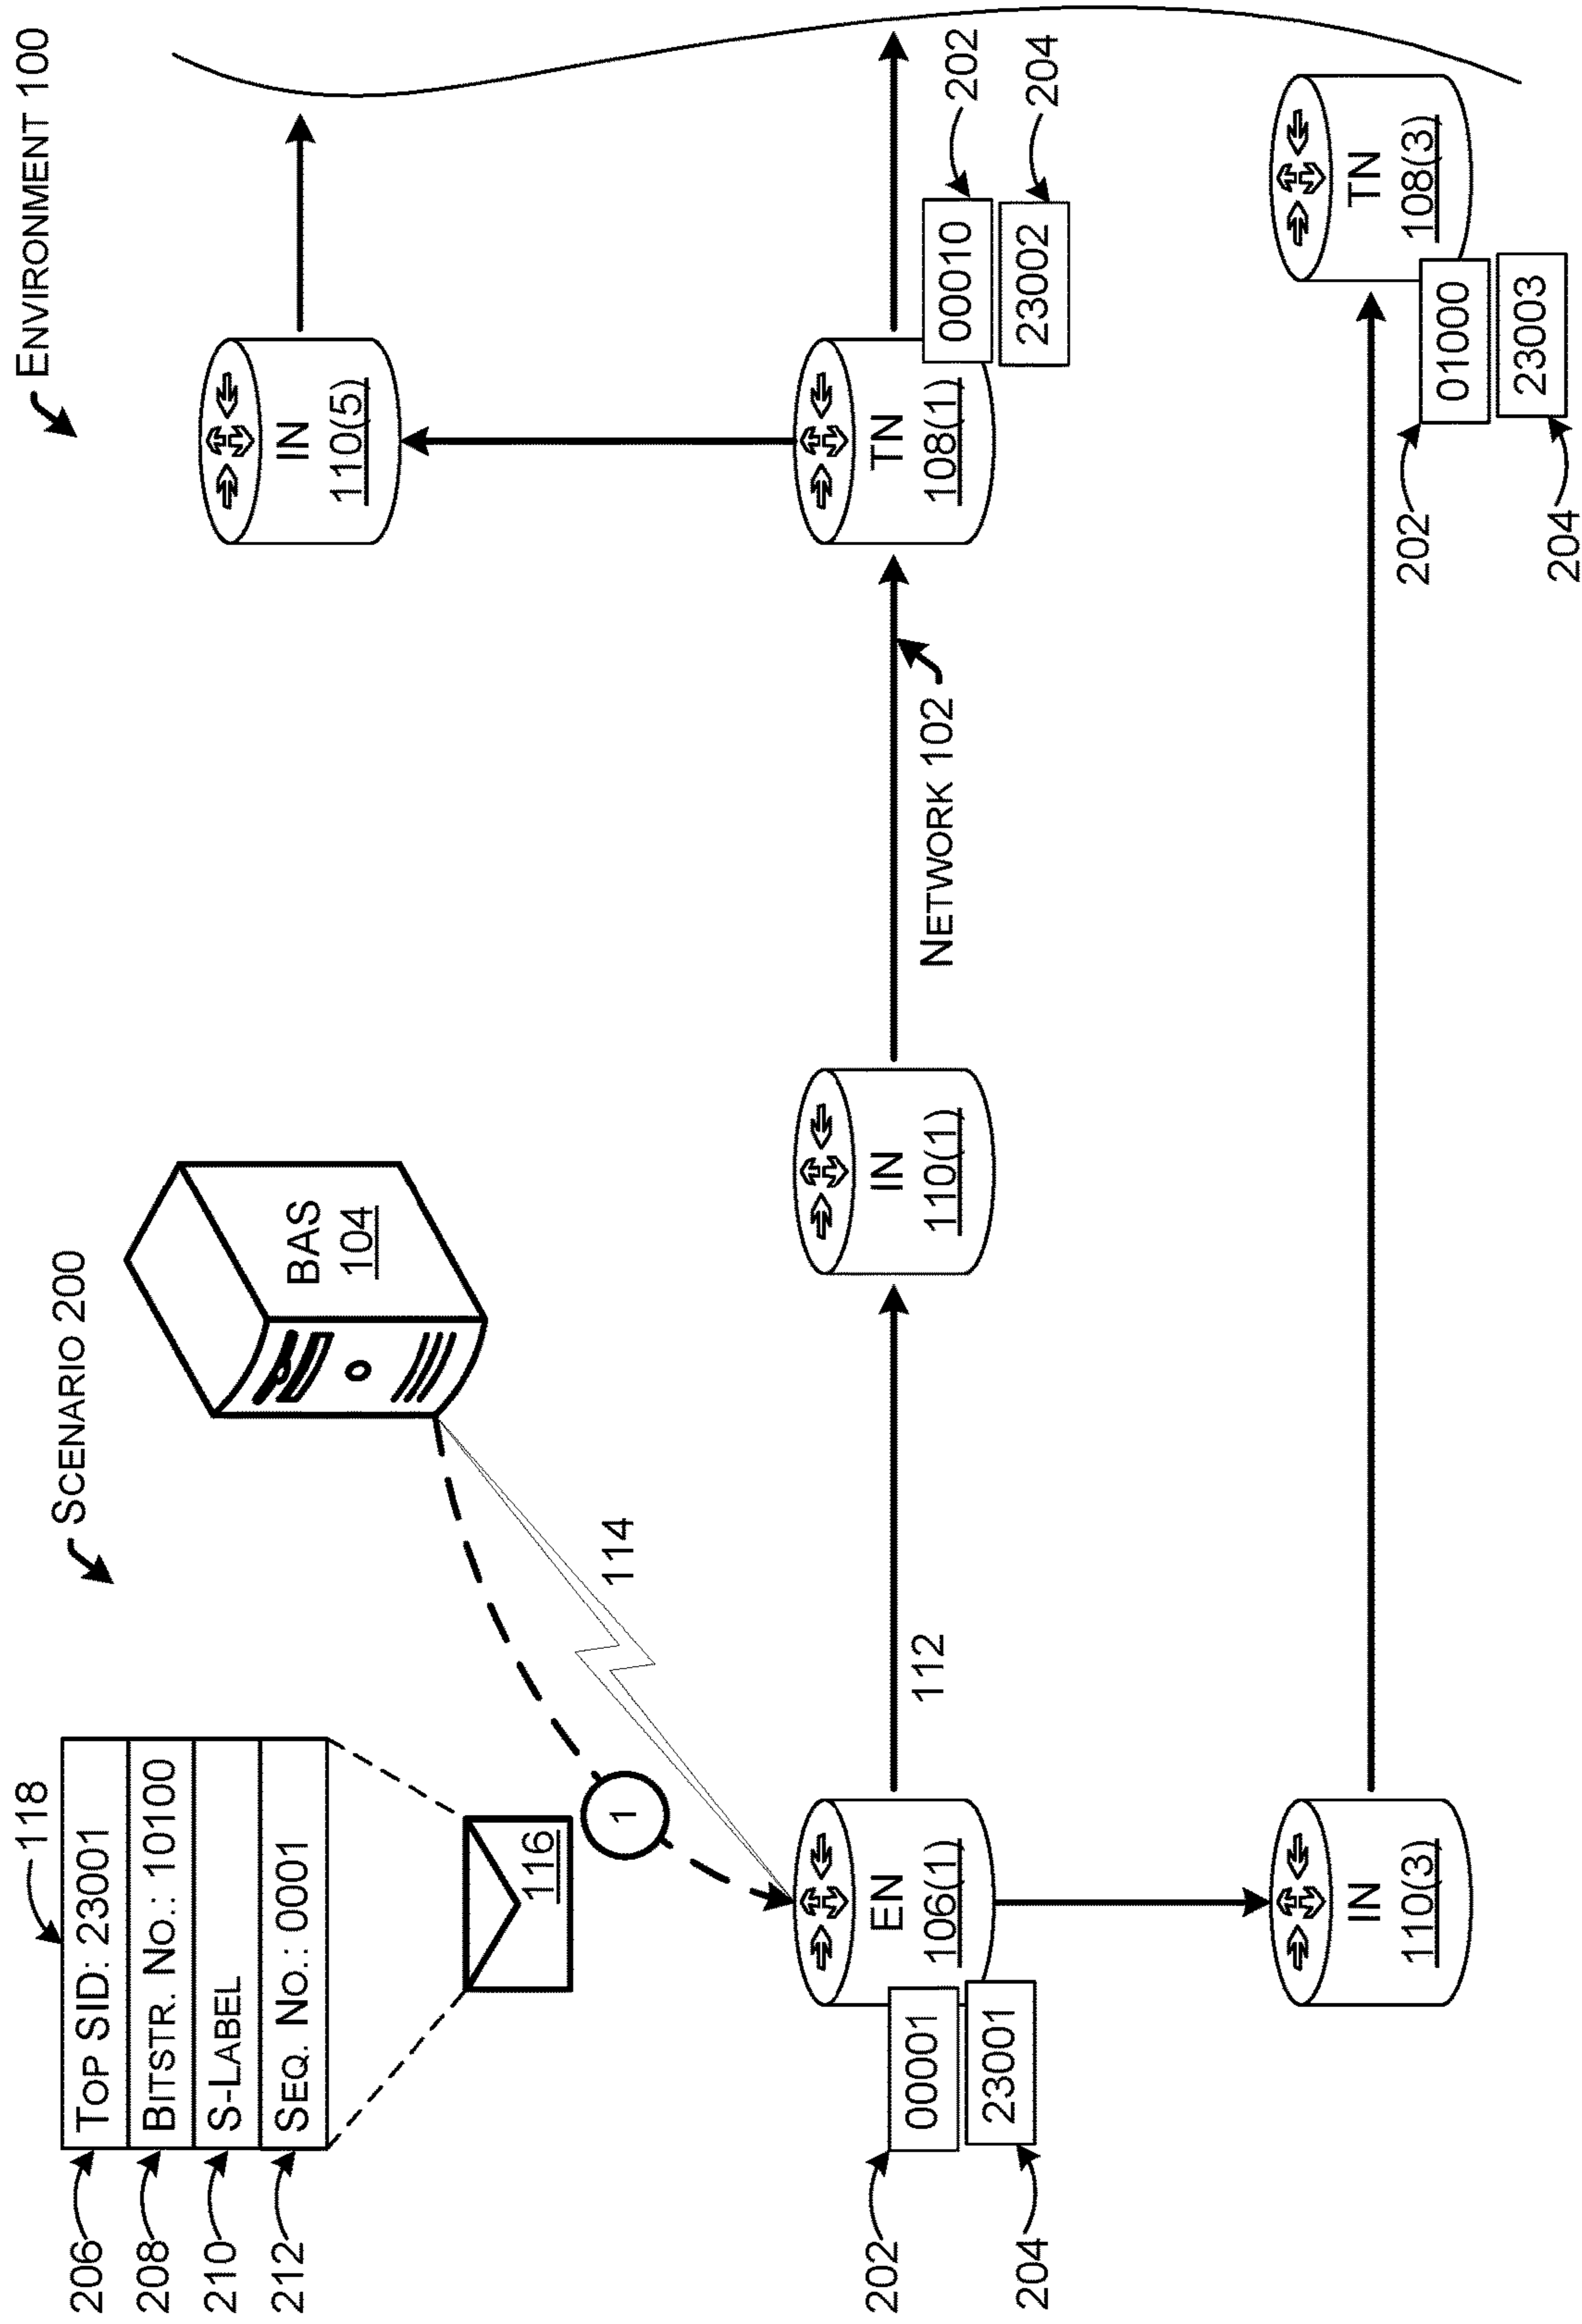 SCENARIO 200
ENVIRONMENT 100
118
206
TOP SID: 23001
208
BITSTR. NO.: 10100
210
S-LABEL
212
SEQ. NO.: 0001
116
1
114
BAS
104
IN
110(5)
EN
106(1)
112
IN
110(1)
NETWORK 102
TN
108(1)
202
00001
204
23001
00010
202
23002
204
IN
110(3)
TN
108(3)
202
01000
204
23003